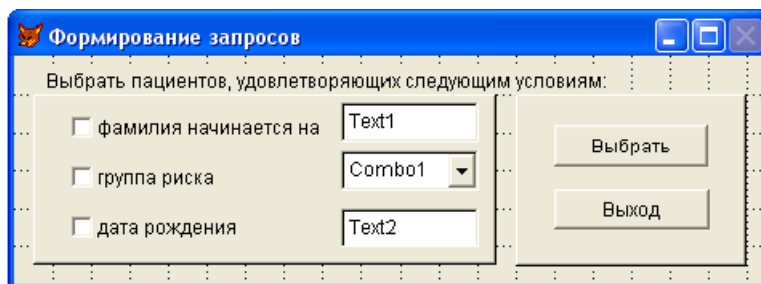 Формирование запросов
Выбрать пациентов, удовлетворяющих следующим условиям:
фамилия начинается на Text1
группа риска Combo1
дата рождения Text2
Выбрать
Выход